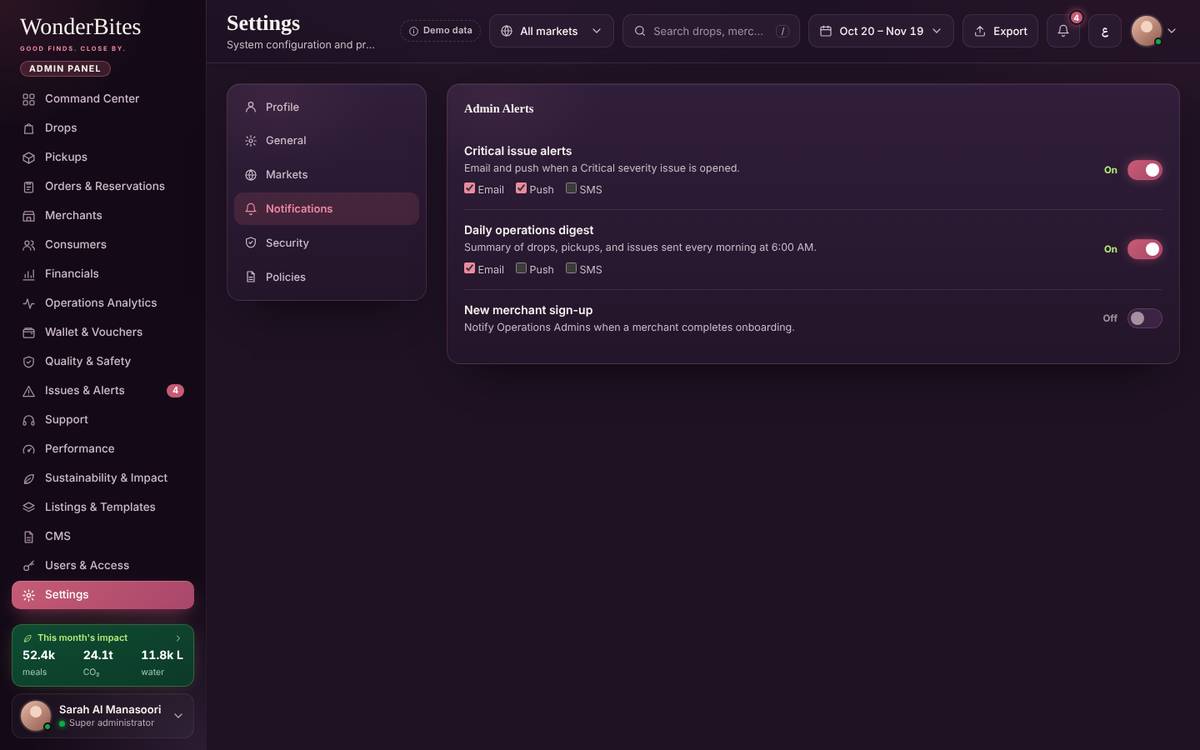 WonderBites
GOOD FINDS. CLOSE BY.
ADMIN PANEL
Command Center
Drops
Pickups
Orders & Reservations
Merchants
Consumers
Financials
Operations Analytics
Wallet & Vouchers
Quality & Safety
Issues & Alerts 4
Support
Performance
Sustainability & Impact
Listings & Templates
CMS
Users & Access
Settings
This month's impact
52.4k 24.1t 11.8k L
meals CO₂ water
Sarah Al Manasoori
Super administrator
Settings
System configuration and pr...
Demo data
All markets
Search drops, merc... /
Oct 20 – Nov 19
Export
4
ع
Profile
General
Markets
Notifications
Security
Policies
Admin Alerts
Critical issue alerts
Email and push when a Critical severity issue is opened.
Email Push SMS
On
Daily operations digest
Summary of drops, pickups, and issues sent every morning at 6:00 AM.
Email Push SMS
On
New merchant sign-up
Notify Operations Admins when a merchant completes onboarding.
Off